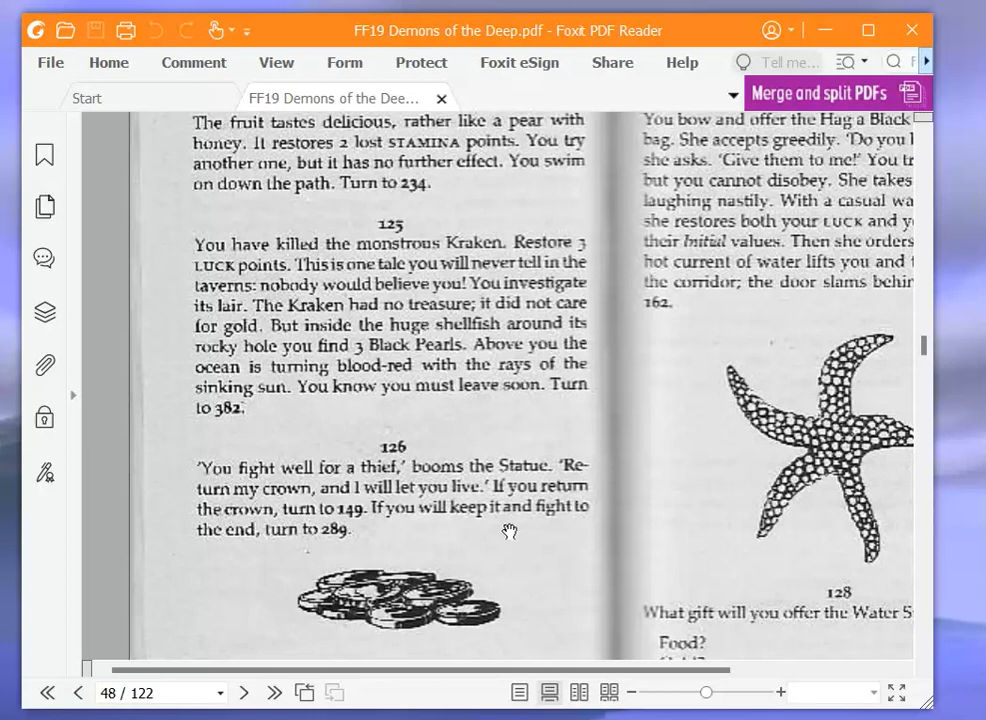 FF19 Demons of the Deep.pdf - Foxit PDF Reader
File Home Comment View Form Protect Foxit eSign Share Help Tell me... F
Start FF19 Demons of the Dee... Merge and split PDFs
The fruit tastes delicious, rather like a pear with
honey. It restores 2 lost STAMINA points. You try
another one, but it has no further effect. You swim
on down the path. Turn to 234.
125
You have killed the monstrous Kraken. Restore 3
LUCK points. This is one tale you will never tell in the
taverns: nobody would believe you! You investigate
its lair. The Kraken had no treasure; it did not care
for gold. But inside the huge shellfish around its
rocky hole you find 3 Black Pearls. Above you the
ocean is turning blood-red with the rays of the
sinking sun. You know you must leave soon. Turn
to 382.
126
'You fight well for a thief,' booms the Statue. 'Re-
turn my crown, and I will let you live.' If you return
the crown, turn to 149. If you will keep it and fight to
the end, turn to 289.
You bow and offer the Hag a Black
bag. She accepts greedily. 'Do you
she asks. 'Give them to me!' You tr
but you cannot disobey. She takes
laughing nastily. With a casual wa
she restores both your LUCK and y
their Initial values. Then she orders
hot current of water lifts you and
the corridor; the door slams behin
162.
128
What gift will you offer the Water S
Food?
48 / 122